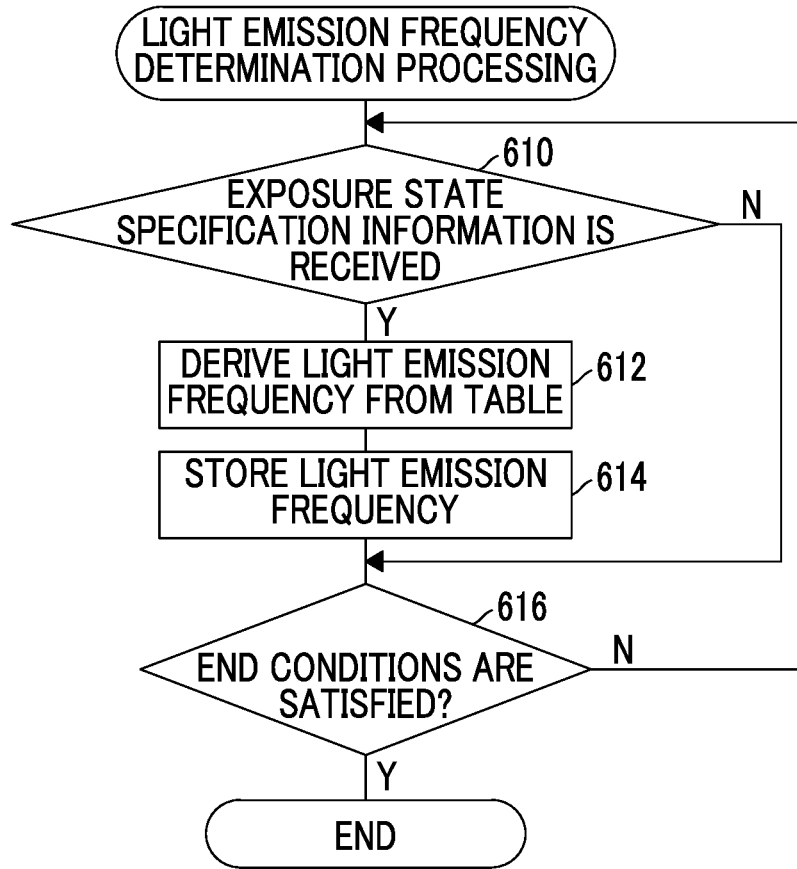 LIGHT EMISSION FREQUENCY
DETERMINATION PROCESSING
610
EXPOSURE STATE
SPECIFICATION INFORMATION IS
RECEIVED
N
Y
DERIVE LIGHT EMISSION
FREQUENCY FROM TABLE
612
STORE LIGHT EMISSION
FREQUENCY
614
616
END CONDITIONS ARE
SATISFIED?
N
Y
END